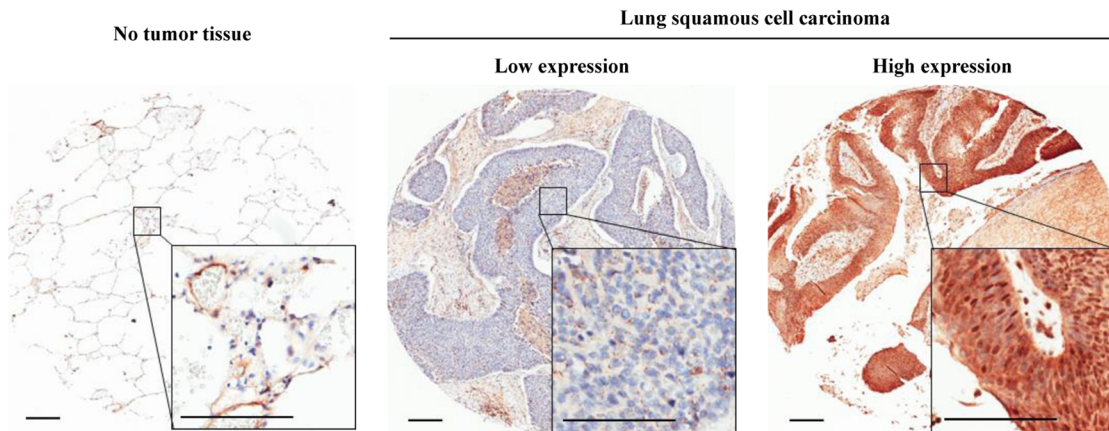 Lung squamous cell carcinoma
No tumor tissue
Low expression
High expression